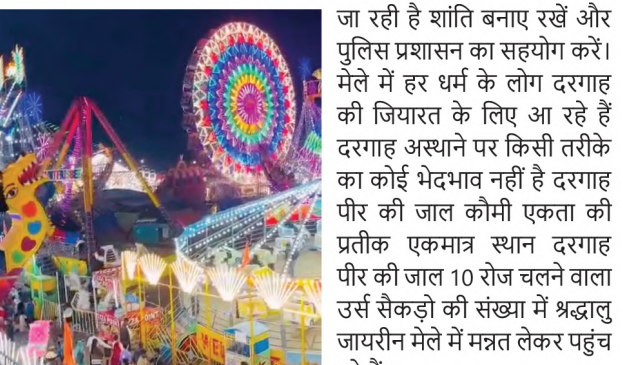 जा रही है शांति बनाए रखें और
पुलिस प्रशासन का सहयोग करें।
मेले में हर धर्म के लोग दरगाह
की जियारत के लिए आ रहे हैं
दरगाह अस्थाने पर किसी तरीके
का कोई भेदभाव नहीं है दरगाह
पीर की जाल कौमी एकता की
प्रतीक एकमात्र स्थान दरगाह
पीर की जाल 10 रोज चलने वाला
उर्स सैकड़ो की संख्या में श्रद्धालु
जायरीन मेले में मन्नत लेकर पहुंच